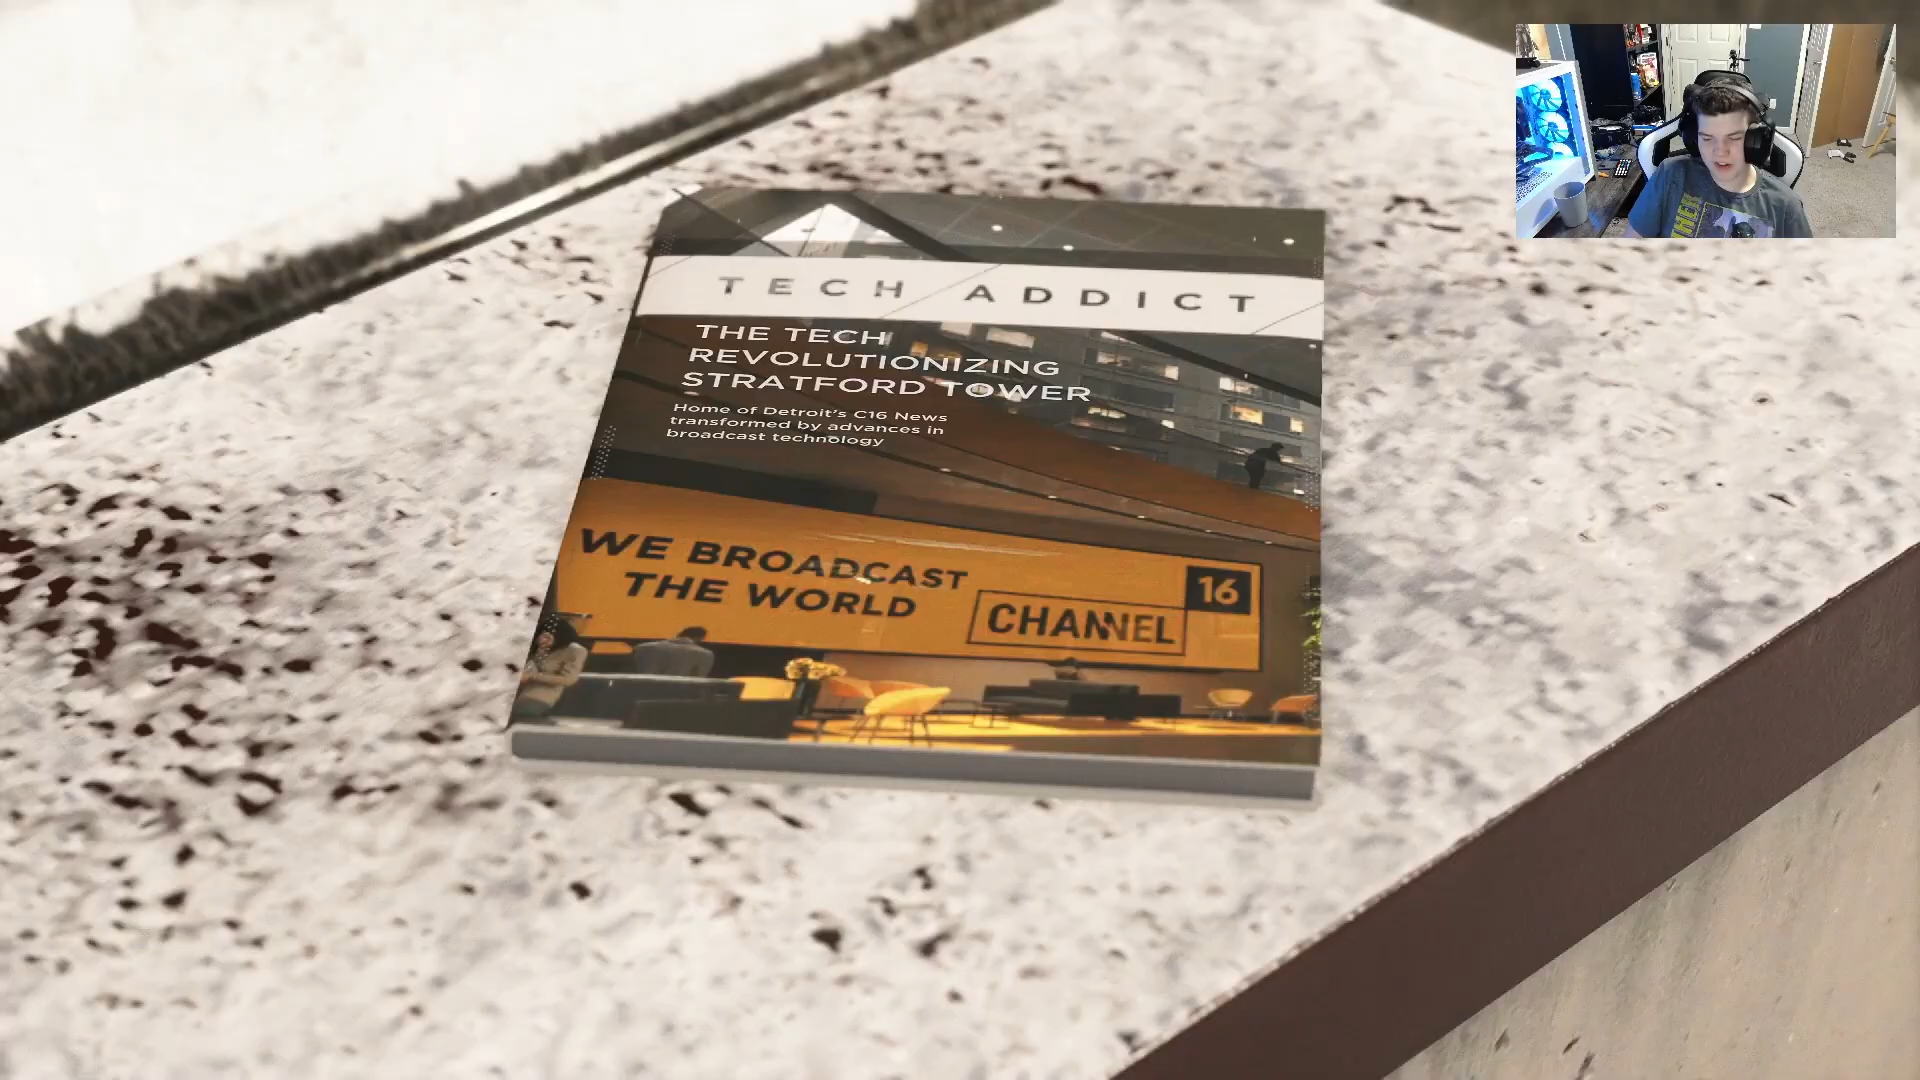 TECH ADDICT
THE TECH
REVOLUTIONIZING
STRATFORD TOWER
Home of Detroit's C16 News
transformed by advances in
broadcast technology
WE BROADCAST
THE WORLD
CHANNEL
16